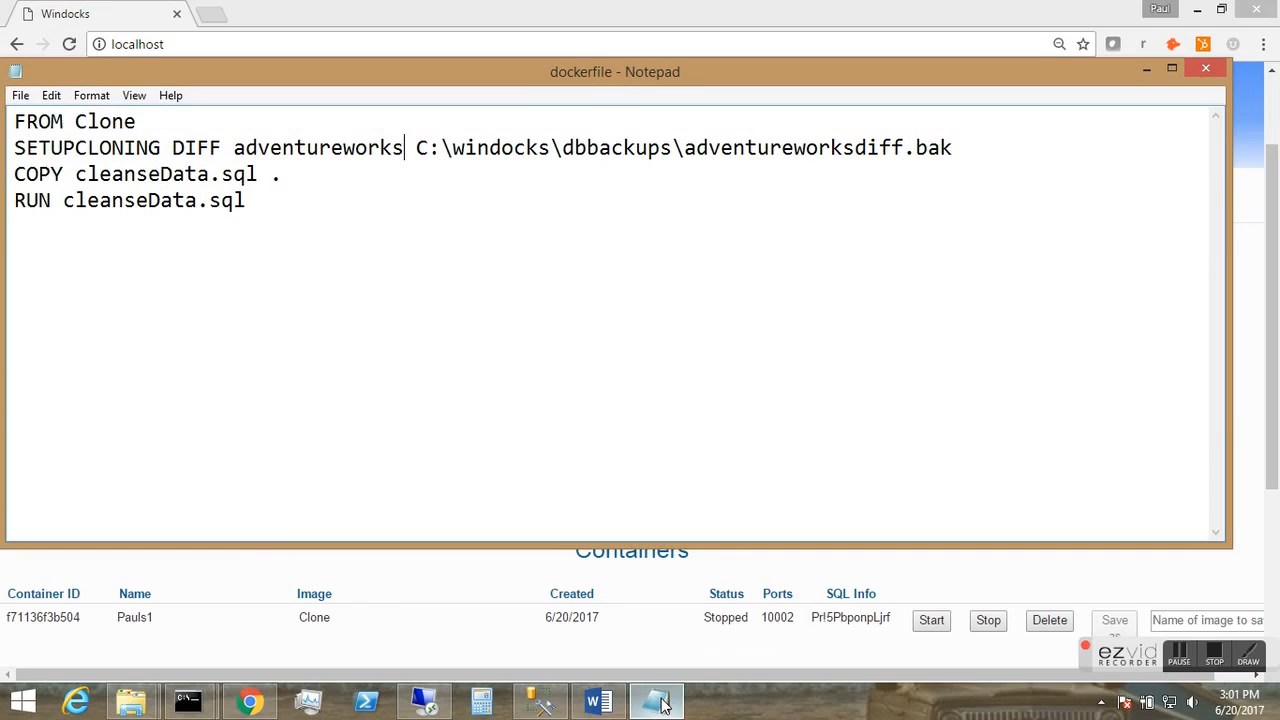 Windocks
Paul
localhost
dockerfile - Notepad
File Edit Format View Help
FROM Clone
SETUPCLONING DIFF adventureworks C:\windocks\dbbackups\adventureworksdiff.bak
COPY cleanseData.sql .
RUN cleanseData.sql
Containers
Container ID Name Image Created Status Ports SQL Info
f71136f3b504 Pauls1 Clone 6/20/2017 Stopped 10002 Pr!5PbponpLjrf Start Stop Delete Save as Name of image to sa
ezvid RECORDER PAUSE STOP DRAW
3:01 PM
6/20/2017